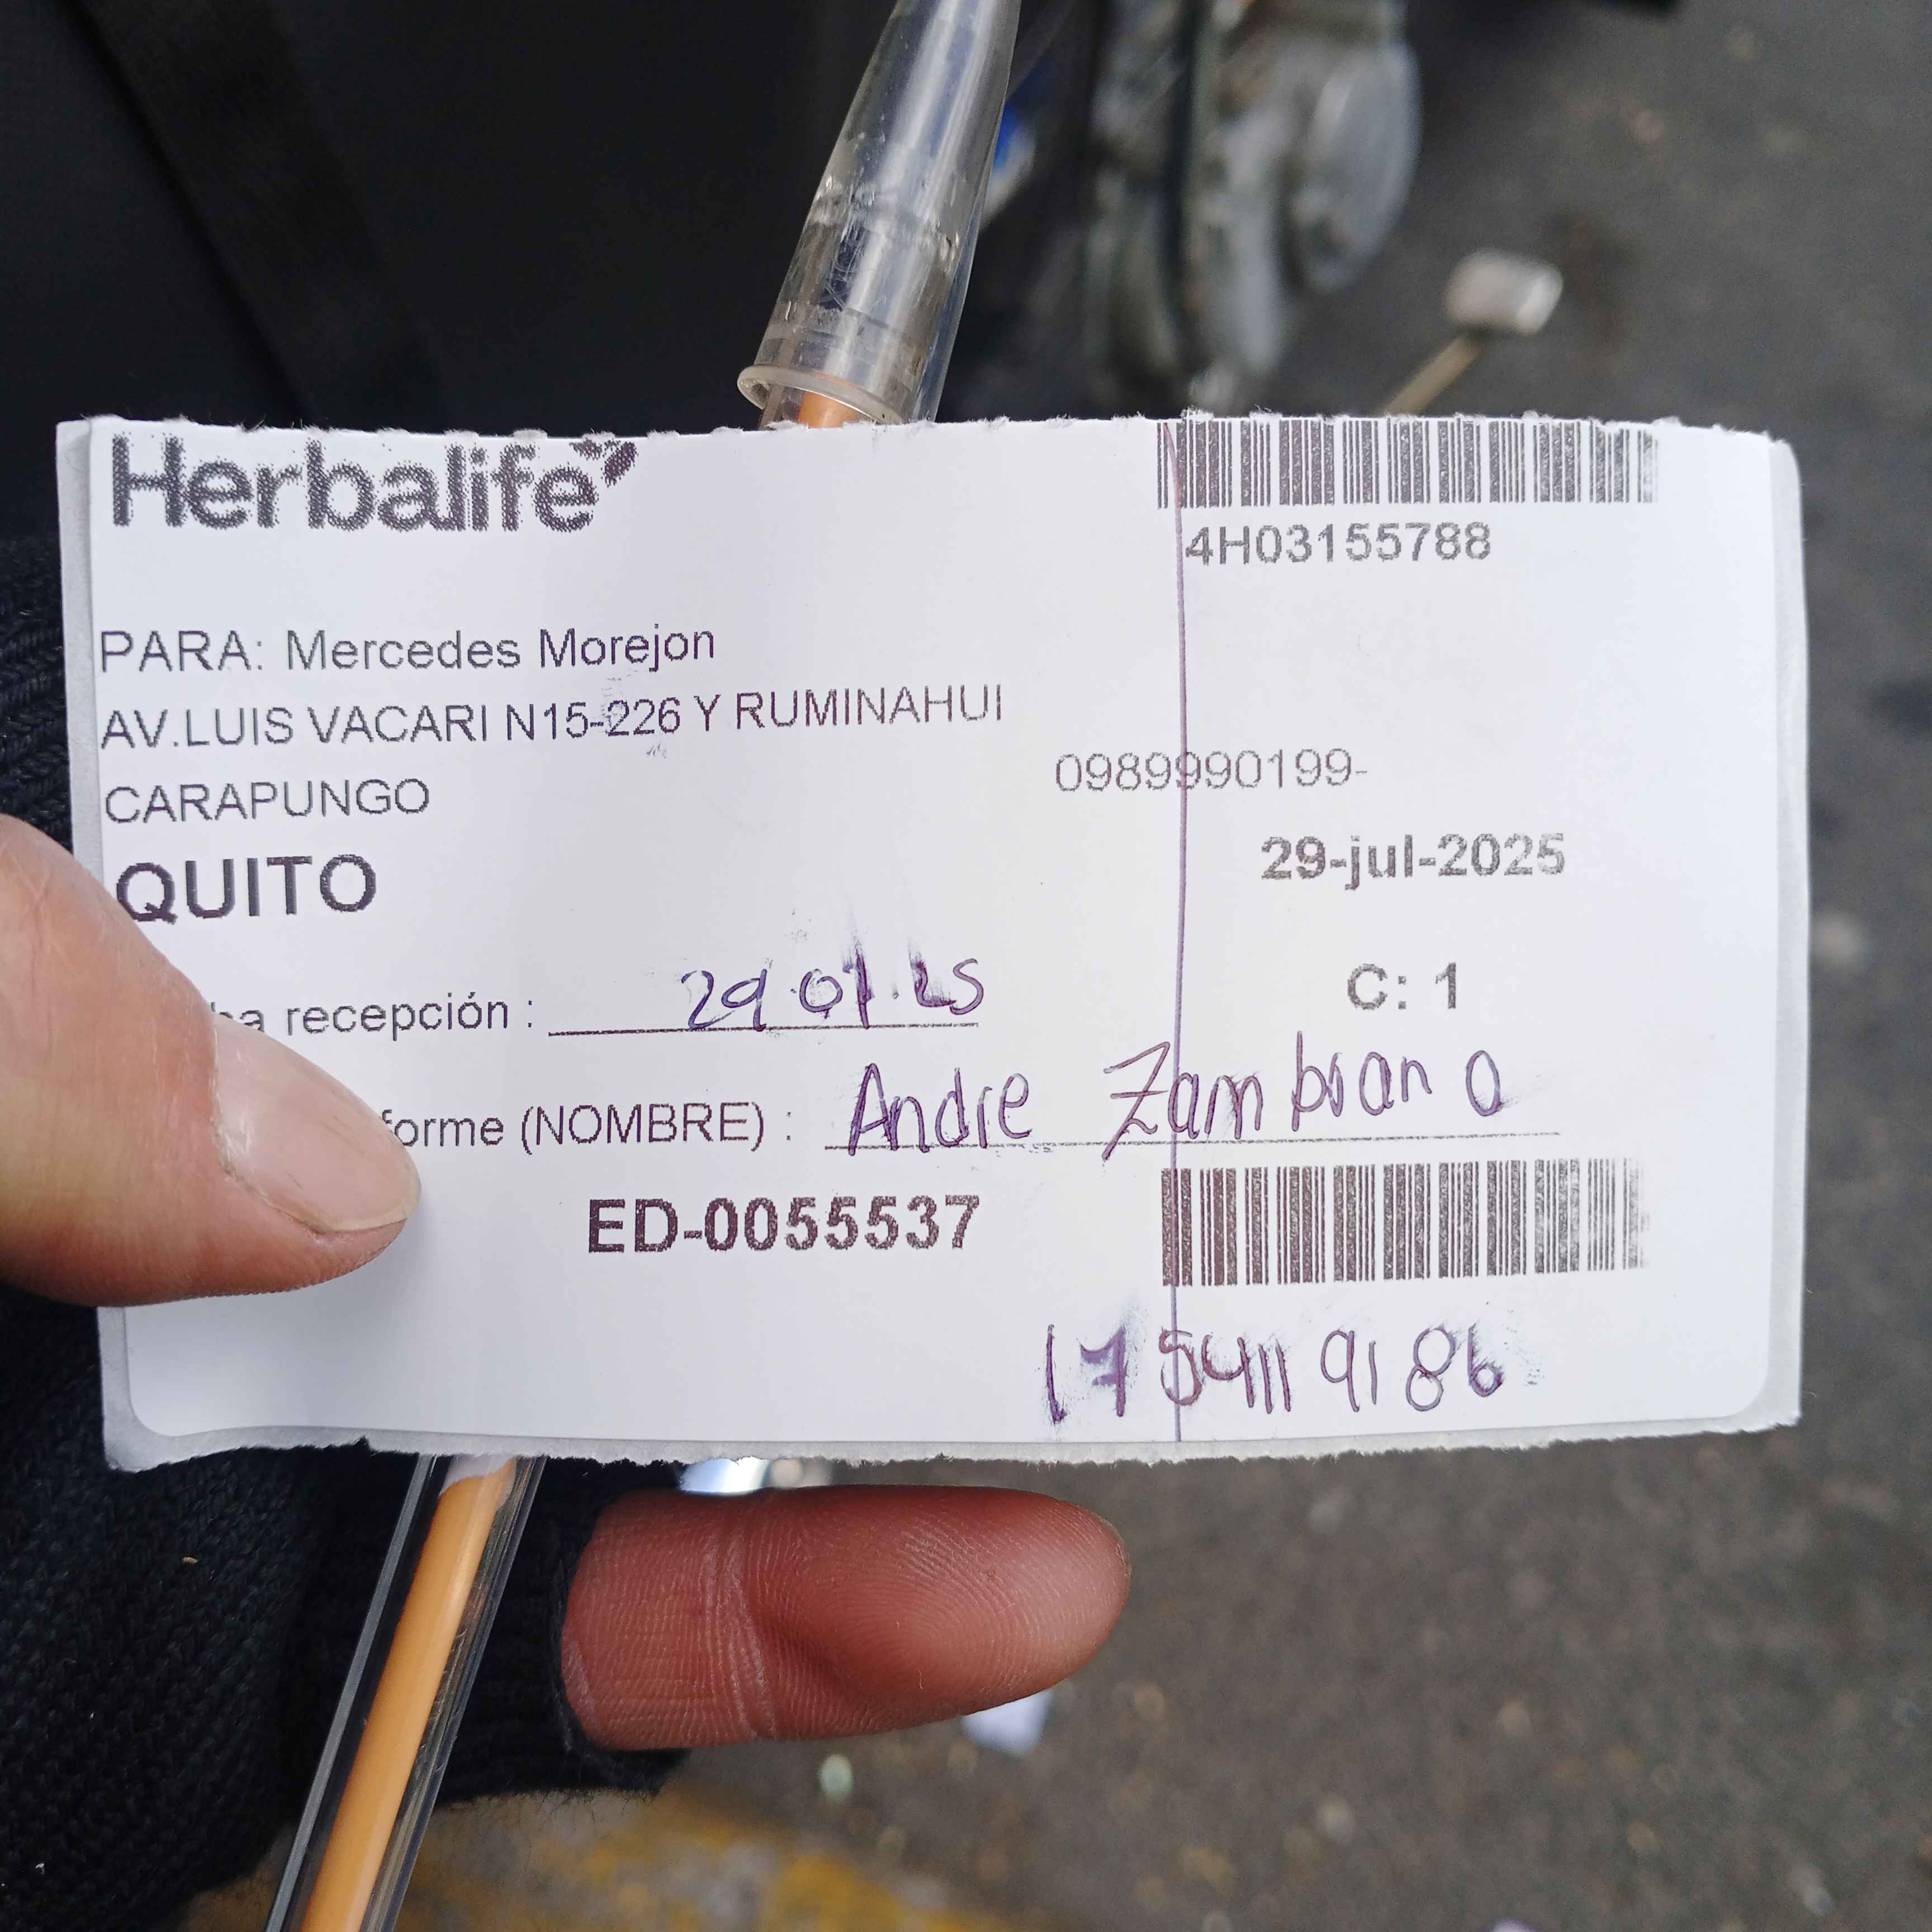 Herbalife
4H03155788
PARA: Mercedes Morejon
AV.LUIS VACARI N15-226 Y RUMINAHUI
0989990199-
CARAPUNGO
29-jul-2025
QUITO
C: 1
recepción : 29 07.25
forme (NOMBRE) : Andre Zambrano
ED-0055537
1754119186